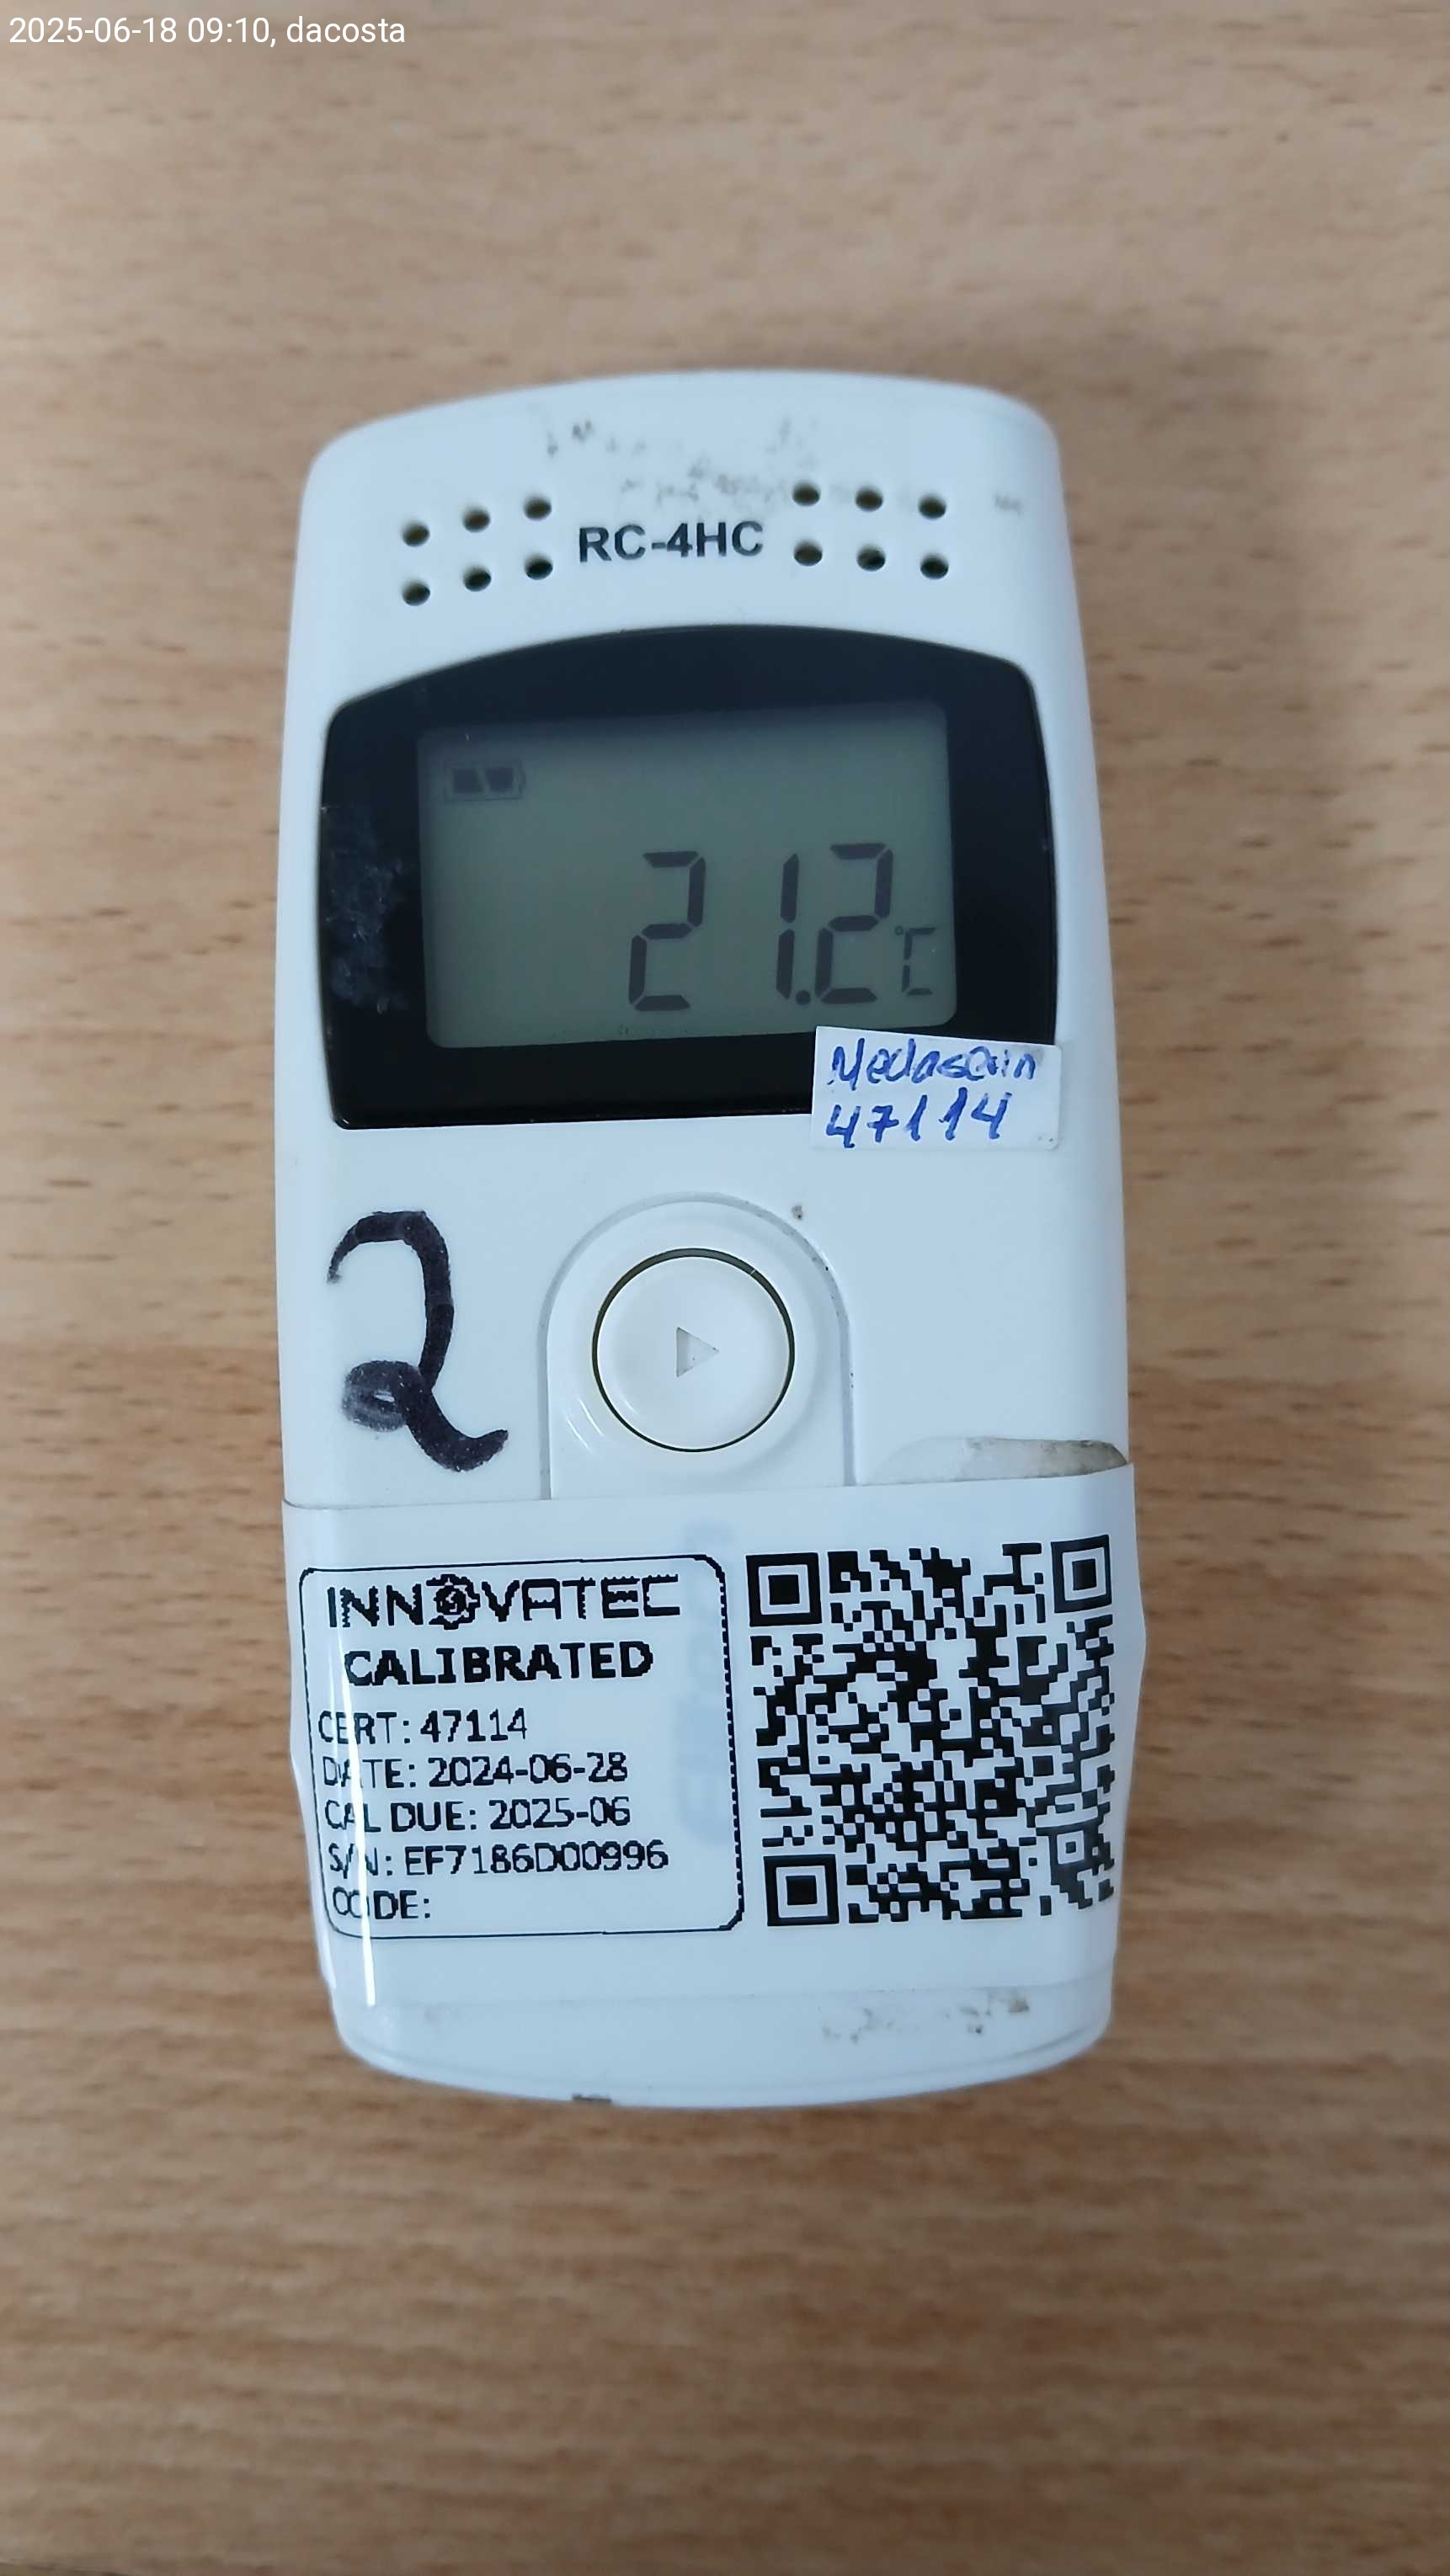 2025-06-18 09:10, dacosta
RC-4HC
21.2°C
47114
2
INNOVATEC
CALIBRATED
CERT: 47114
DATE: 2024-06-28
CAL DUE: 2025-06
S/N: EF7186D00996
CODE: